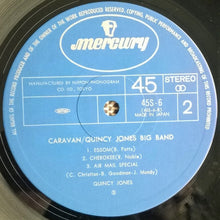 mercury
MANUFACTURED BY NIPPON PHONOGRAM
CO. LTD., TOKYO
45
STEREO
45S-6
MADE IN JAPAN
2
CARAVAN/QUINCY JONES BIG BAND
1. ESSOM (B. Potts)
2. CHEROKEE (R. Noble)
3. AIR MAIL SPECIAL
(C. Christian-B. Goodman-J. Mundy)
QUINCY JONES